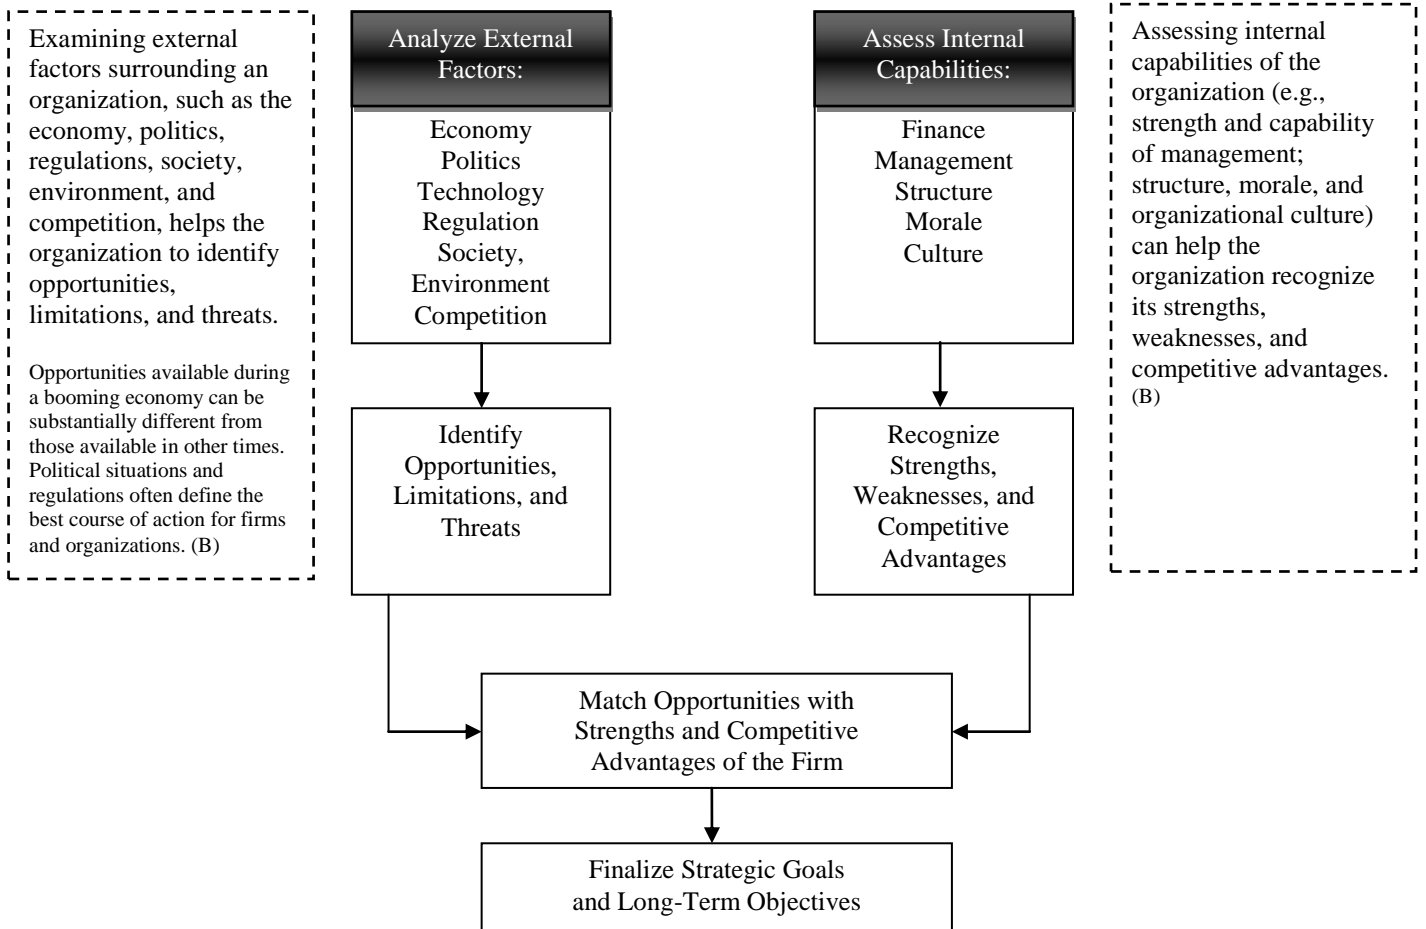 Examining external
factors surrounding an
organization, such as the
economy, politics,
regulations, society,
environment, and
competition, helps the
organization to identify
opportunities,
limitations, and threats.
Opportunities available during
a booming economy can be
substantially different from
those available in other times.
Political situations and
regulations often define the
best course of action for firms
and organizations. (B)
Analyze External
Factors:
Economy
Politics
Technology
Regulation
Society,
Environment
Competition
Identify
Opportunities,
Limitations, and
Threats
Assess Internal
Capabilities:
Finance
Management
Structure
Morale
Culture
Recognize
Strengths,
Weaknesses, and
Competitive
Advantages
Assessing internal
capabilities of the
organization (e.g.,
strength and capability
of management;
structure, morale, and
organizational culture)
can help the
organization recognize
its strengths,
weaknesses, and
competitive advantages.
(B)
Match Opportunities with
Strengths and Competitive
Advantages of the Firm
Finalize Strategic Goals
and Long-Term Objectives